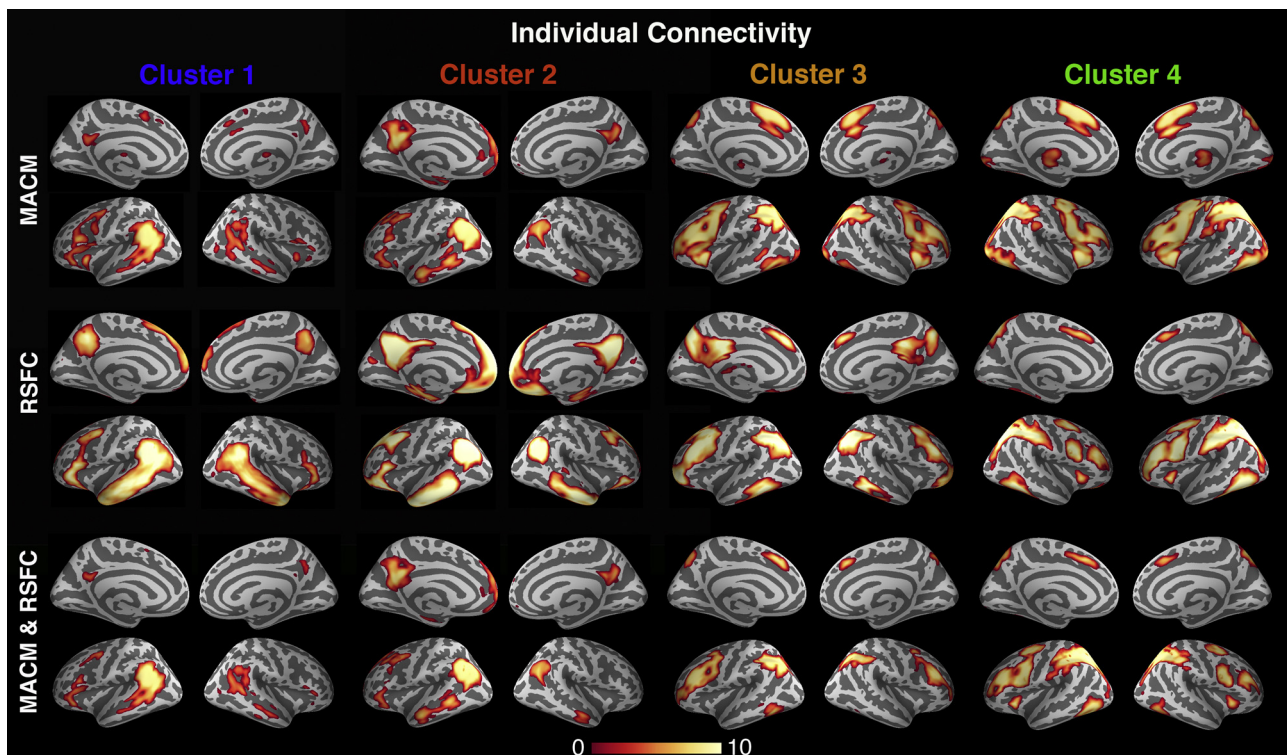 Individual Connectivity
Cluster 1
Cluster 2
Cluster 3
Cluster 4
MACM
RSFC
MACM & RSFC
0
10